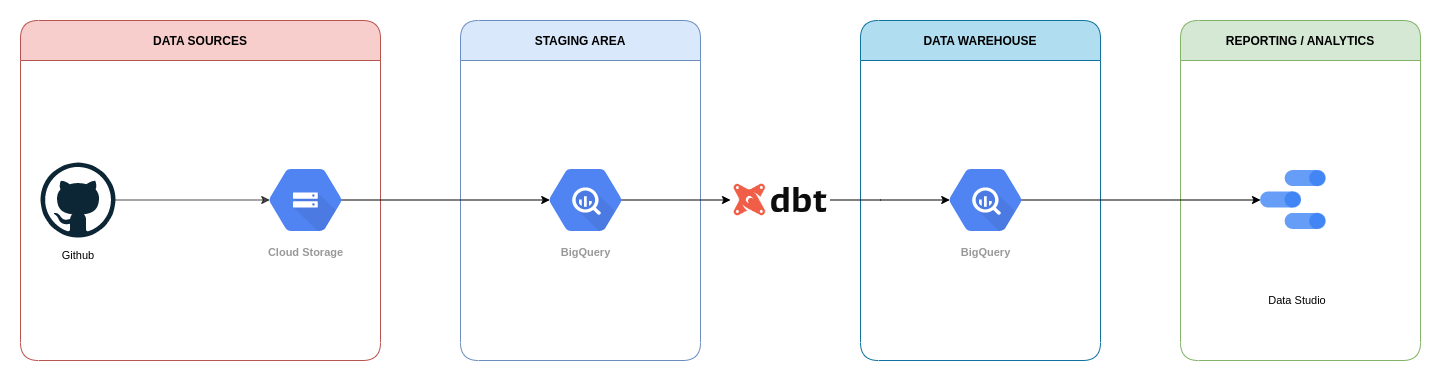 DATA SOURCES
STAGING AREA
DATA WAREHOUSE
REPORTING / ANALYTICS
dbt
Github
Cloud Storage
BigQuery
BigQuery
Data Studio